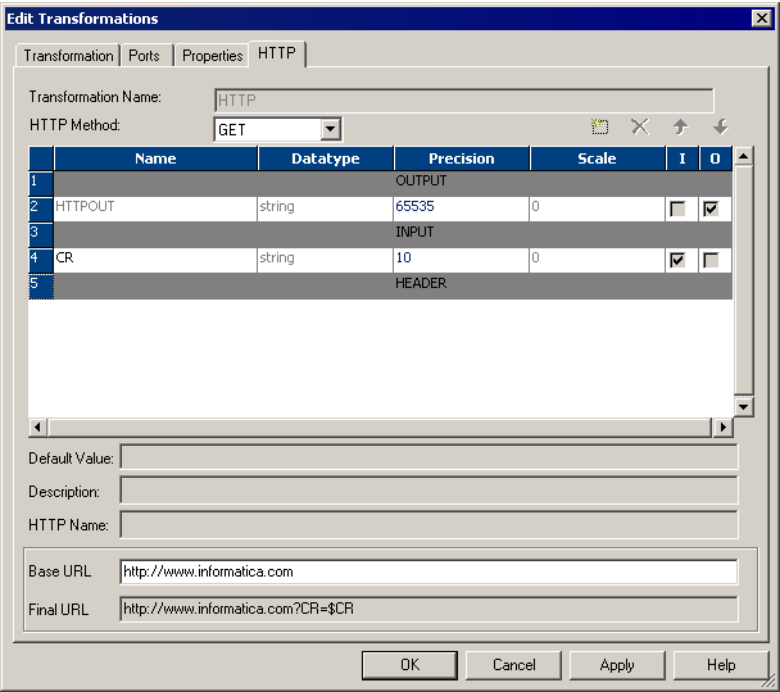 Edit Transformations
Transformation Ports Properties HTTP
Transformation Name: HTTP
HTTP Method: GET
Name Datatype Precision Scale I O
1 OUTPUT
2 HTTPOUT string 65535 0
3 INPUT
4 CR string 10 0
5 HEADER
Default Value:
Description:
HTTP Name:
Base URL http://www.informatica.com
Final URL http://www.informatica.com?CR=$CR
OK Cancel Apply Help